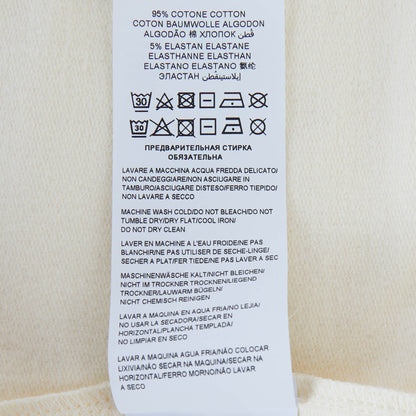 95% COTONE COTTON
COTON BAUMWOLLE ALGODON
ALGODÃO 棉 ХЛОПОК قطن
5% ELASTAN ELASTANE
ELASTHANNE ELASTHAN
ELASTANO ELASTANO 氨纶
ЭЛАСТАН إيلاستينقطن
30
30
ПРЕДВАРИТЕЛЬНАЯ СТИРКА
ОБЯЗАТЕЛЬНА
LAVARE A MACCHINA ACQUA FREDDA DELICATO/
NON CANDEGGIARE/NON ASCIUGARE IN
TAMBURO/ASCIUGARE DISTESO/FERRO TIEPIDO/
NON LAVARE A SECCO
MACHINE WASH COLD/DO NOT BLEACH/DO NOT
TUMBLE DRY/DRY FLAT/COOL IRON/
DO NOT DRY CLEAN
LAVER EN MACHINE A L'EAU FROIDE/NE PAS
BLANCHIR/NE PAS UTILISER DE SECHE-LINGE/
SECHER A PLAT/FER TIEDE/NE PAS LAVER A SEC
MASCHINENWÄSCHE KALT/NICHT BLEICHEN/
NICHT IM TROCKNER TROCKNEN/LIEGEND
TROCKNEN/LAUWARM BÜGELN/
NICHT CHEMISCH REINIGEN
LAVAR A MAQUINA EN AQUA FRIA/NO LEJIA/
NO USAR LA SECADORA/SECAR EN
HORIZONTAL/PLANCHA TEMPLADA/
NO LIMPIAR EN SECO
LAVAR A MAQUINA AGUA FRIA/NÃO COLOCAR
LIXIVIA/NÃO SECAR NA MAQUINA/SECAR NA
HORIZONTAL/FERRO MORNO/NÃO LAVAR
A SECO